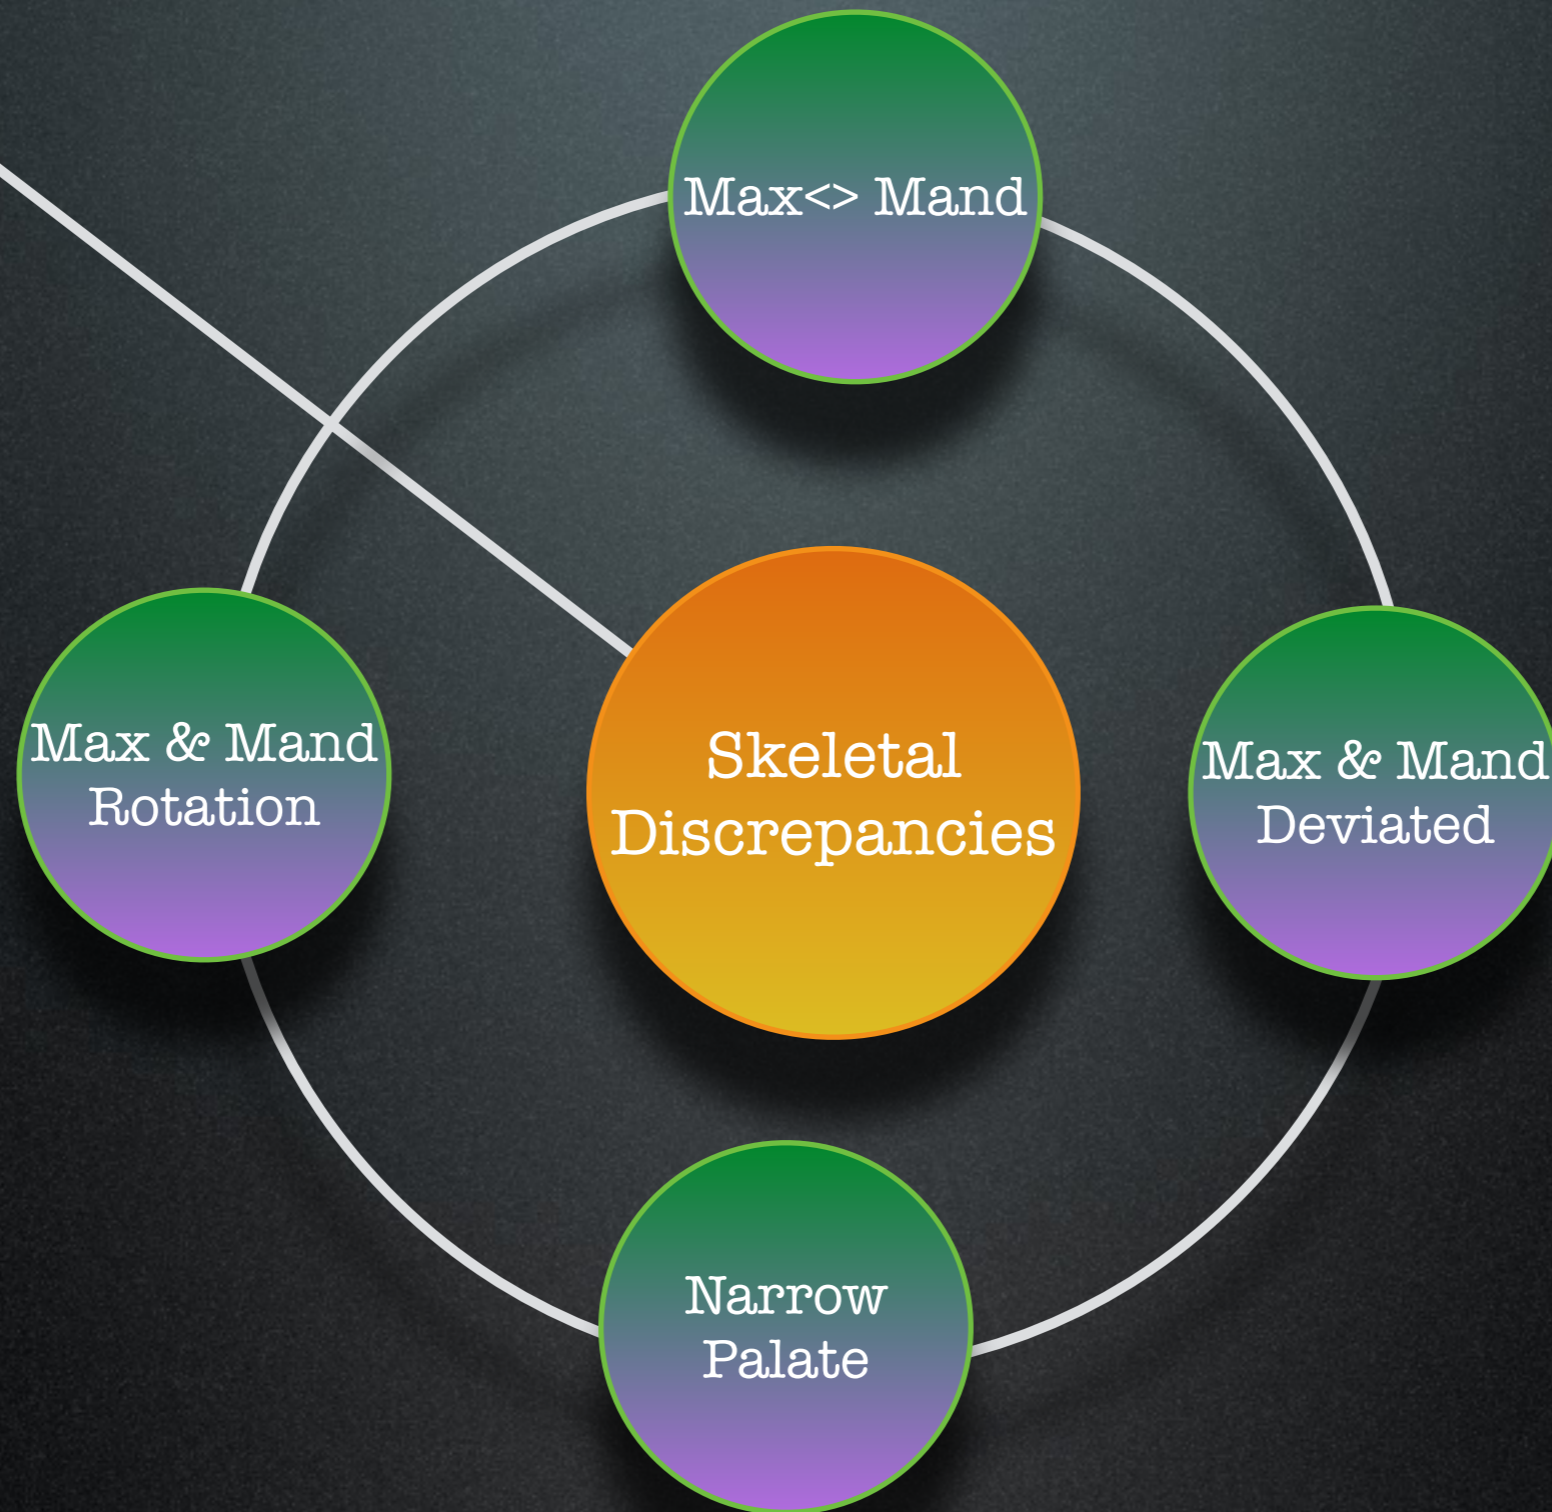 Max<> Mand
Max & Mand
Rotation
Skeletal
Discrepancies
Max & Mand
Deviated
Narrow
Palate